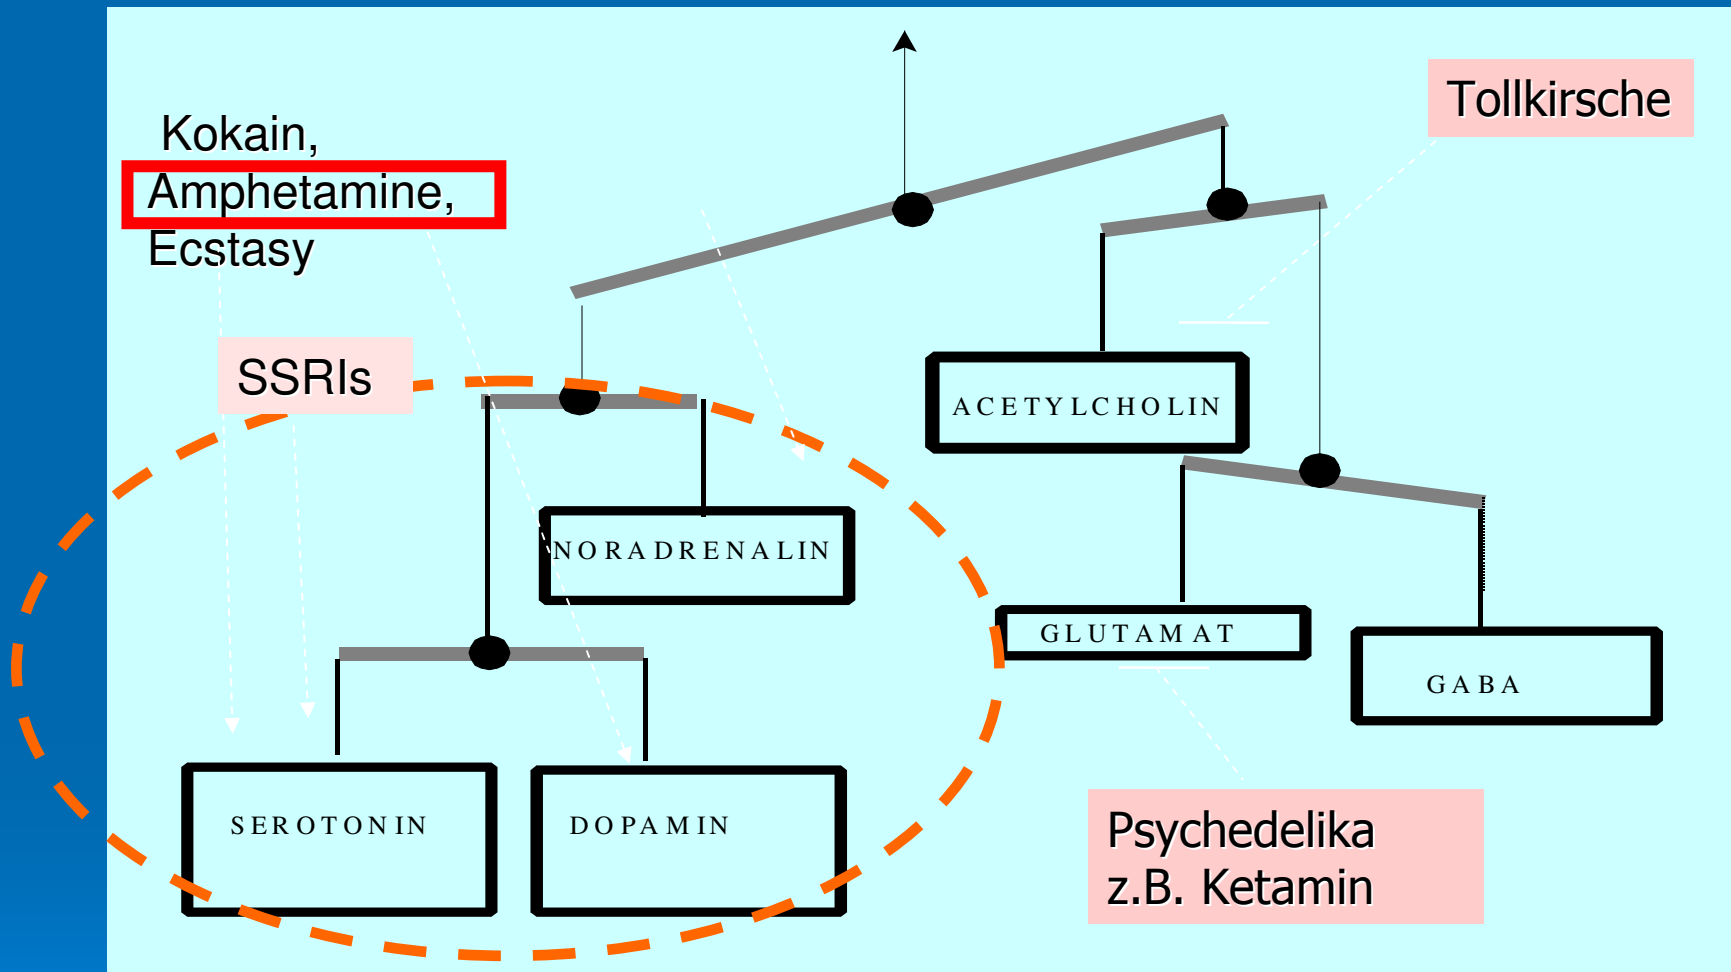 Kokain,
Amphetamine,
Ecstasy
Tollkirsche
SSRIs
ACETYLCHOLIN
NORADRENALIN
GLUTAMAT
GABA
SEROTONIN
DOPAMIN
Psychedelika
z.B. Ketamin